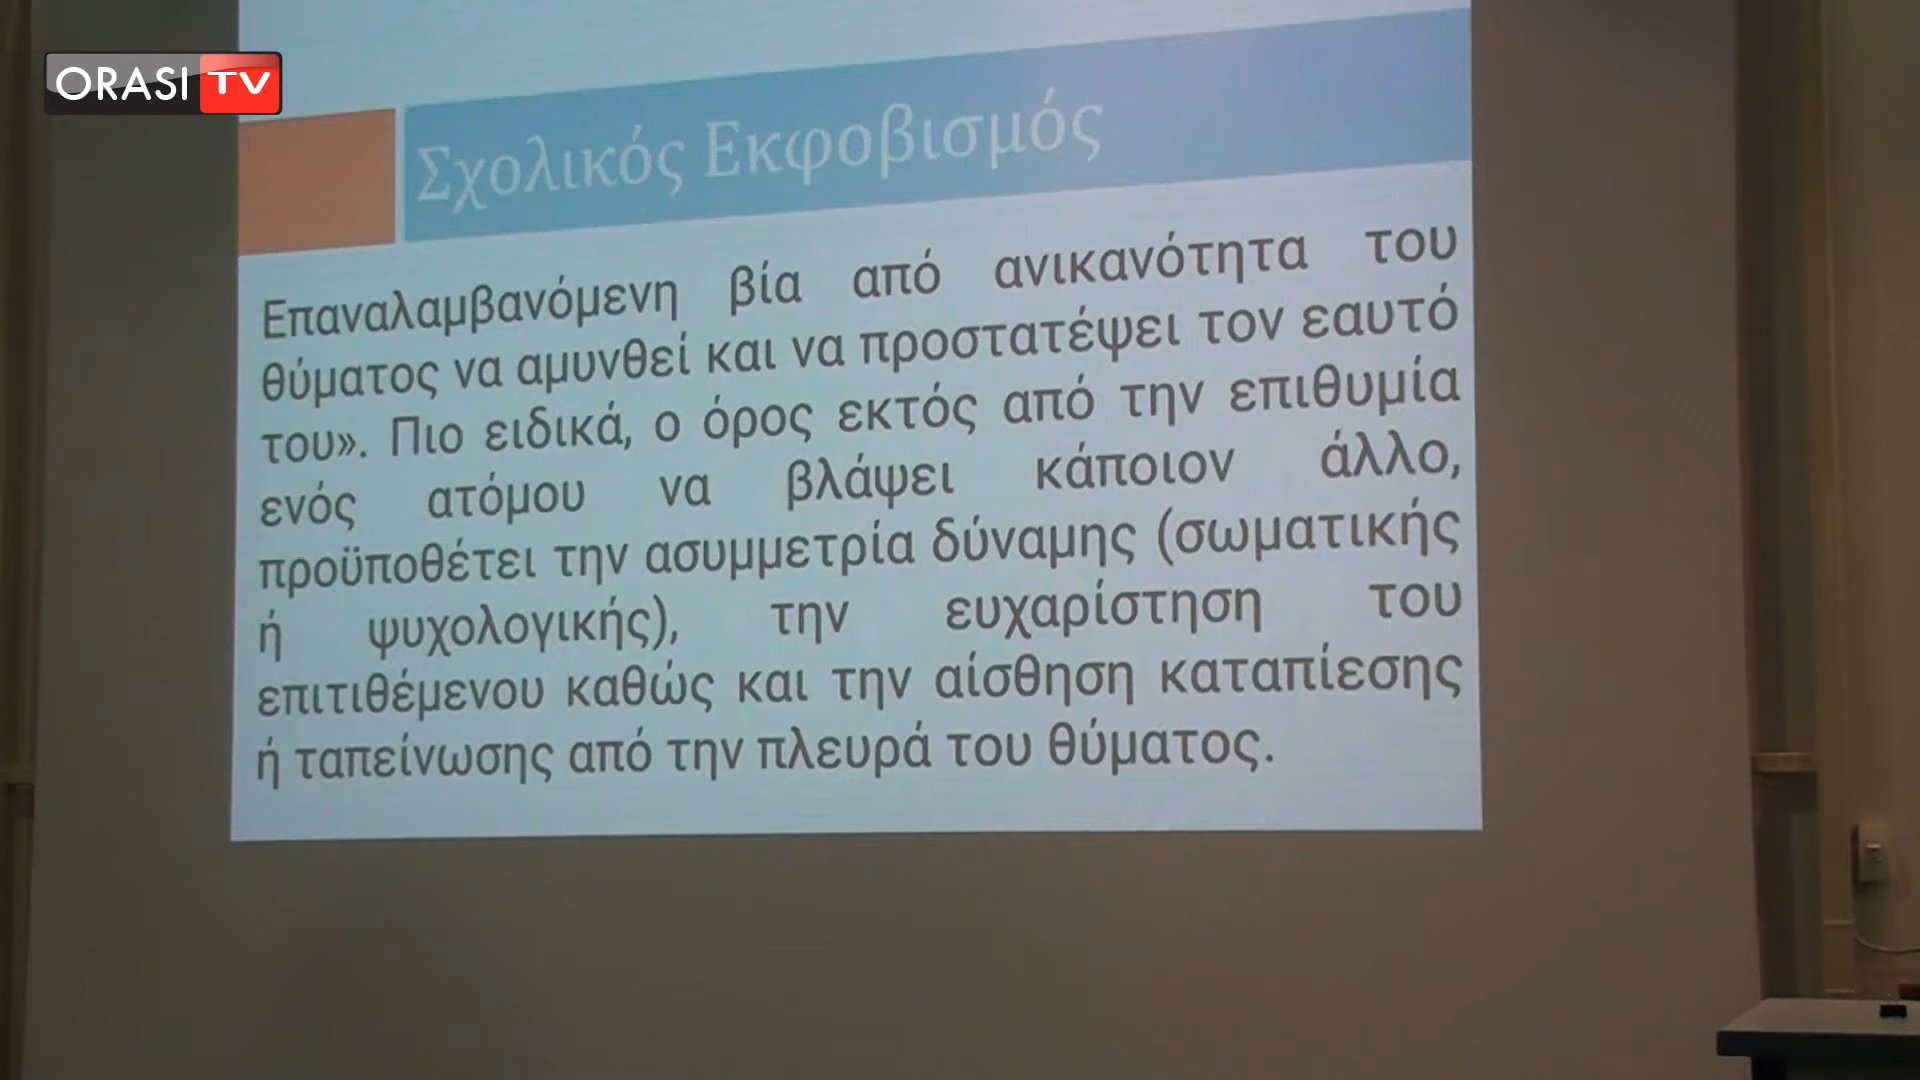 ORASI TV
Σχολικός Εκφοβισμός
Επαναλαμβανόμενη βία από ανικανότητα του
θύματος να αμυνθεί και να προστατέψει τον εαυτό
του». Πιο ειδικά, ο όρος εκτός από την επιθυμία
ενός ατόμου να βλάψει κάποιον άλλο,
προϋποθέτει την ασυμμετρία δύναμης (σωματικής
ή ψυχολογικής), την ευχαρίστηση του
επιτιθέμενου καθώς και την αίσθηση καταπίεσης
ή ταπείνωσης από την πλευρά του θύματος.